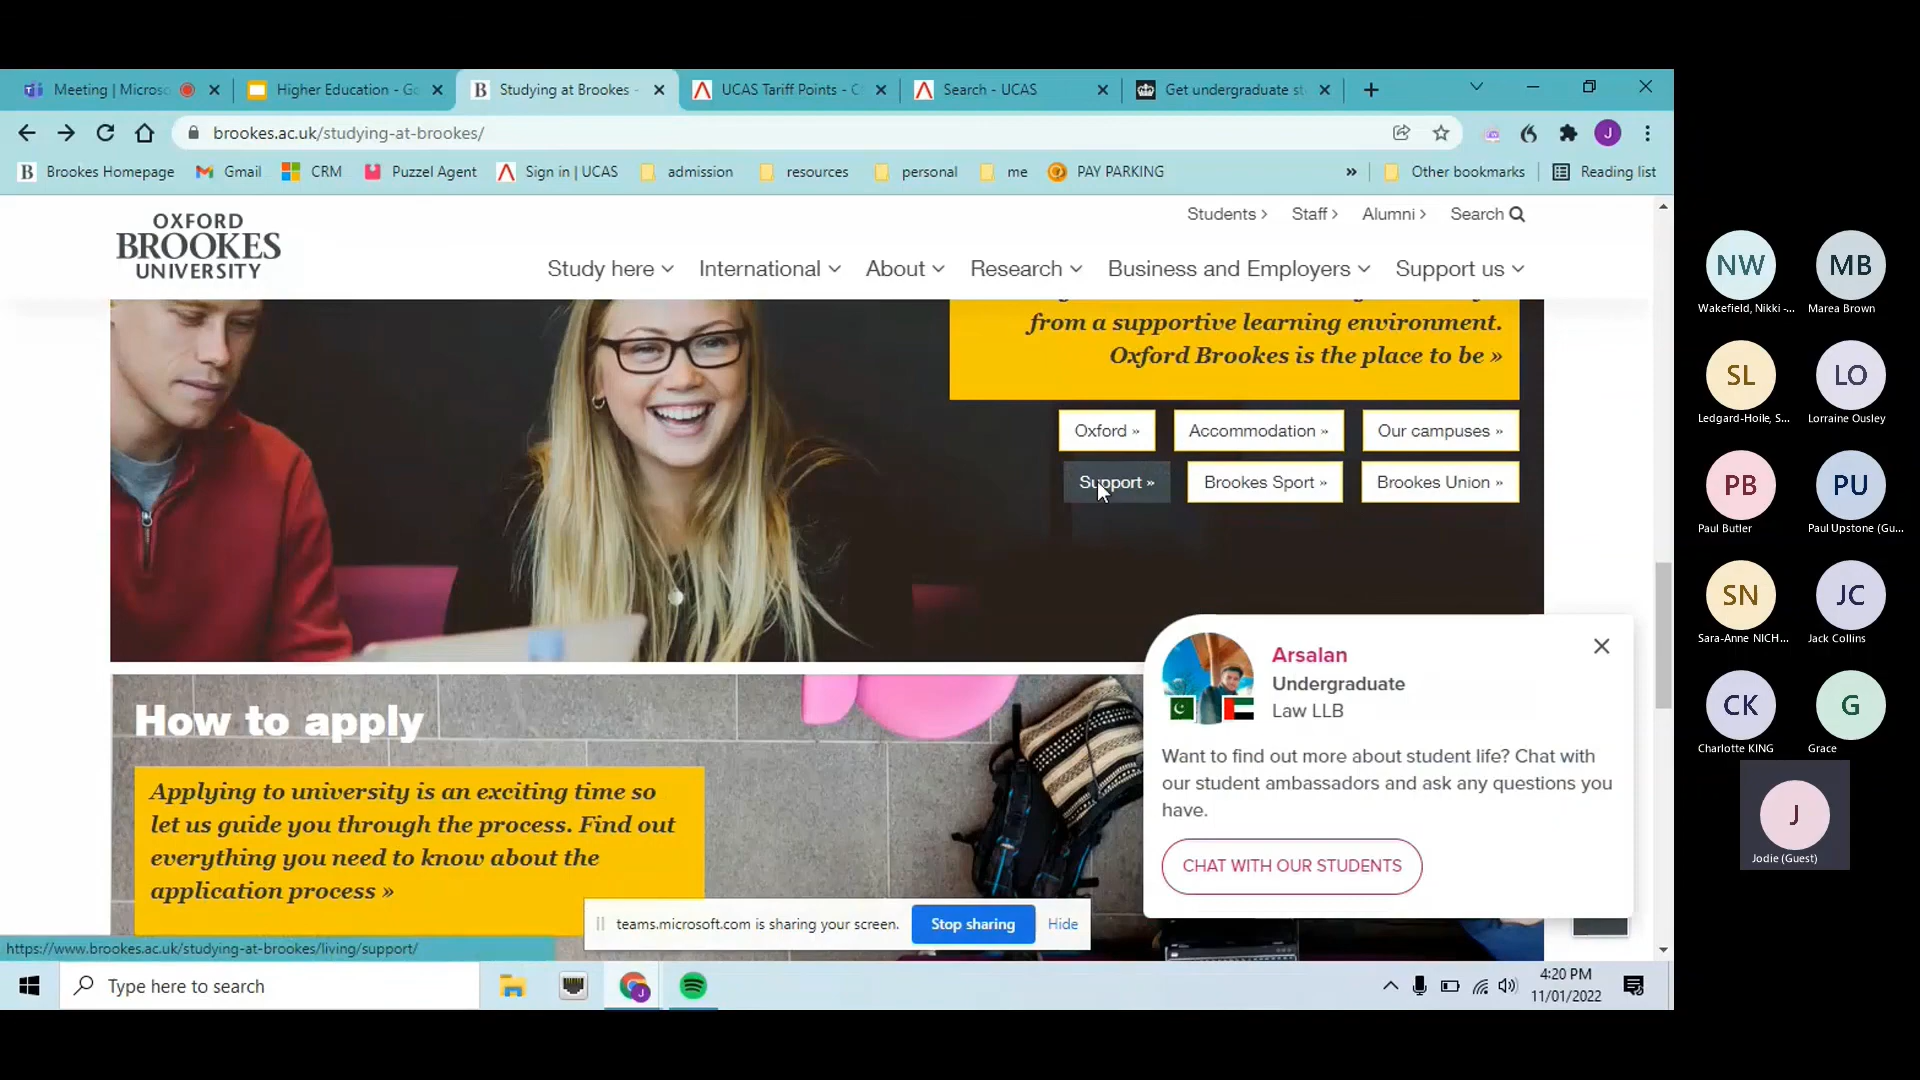 Meeting | Microso
Higher Education - Go
Studying at Brookes -
UCAS Tariff Points - C
Search - UCAS
Get undergraduate st
brookes.ac.uk/studying-at-brookes/
J
B Brookes Homepage
Gmail
CRM
Puzzel Agent
Sign in | UCAS
admission
resources
personal
me
PAY PARKING
»
Other bookmarks
Reading list
OXFORD
BROOKES
UNIVERSITY
Students
Staff
Alumni
Search
Study here
International
About
Research
Business and Employers
Support us
from a supportive learning environment.
Oxford Brookes is the place to be »
Oxford »
Accommodation »
Our campuses »
Support »
Brookes Sport »
Brookes Union »
Arsalan
Undergraduate
Law LLB
Want to find out more about student life? Chat with
our student ambassadors and ask any questions you
have.
CHAT WITH OUR STUDENTS
How to apply
Applying to university is an exciting time so
let us guide you through the process. Find out
everything you need to know about the
application process »
teams.microsoft.com is sharing your screen.
Stop sharing
Hide
https://www.brookes.ac.uk/studying-at-brookes/living/support/
Type here to search
4:20 PM
11/01/2022
NW
Wakefield, Nikki -...
MB
Marea Brown
SL
Ledgard-Hoile, S...
LO
Lorraine Ousley
PB
Paul Butler
PU
Paul Upstone (Gu...
SN
Sara-Anne NICH...
JC
Jack Collins
CK
Charlotte KING
G
Grace
J
Jodie (Guest)